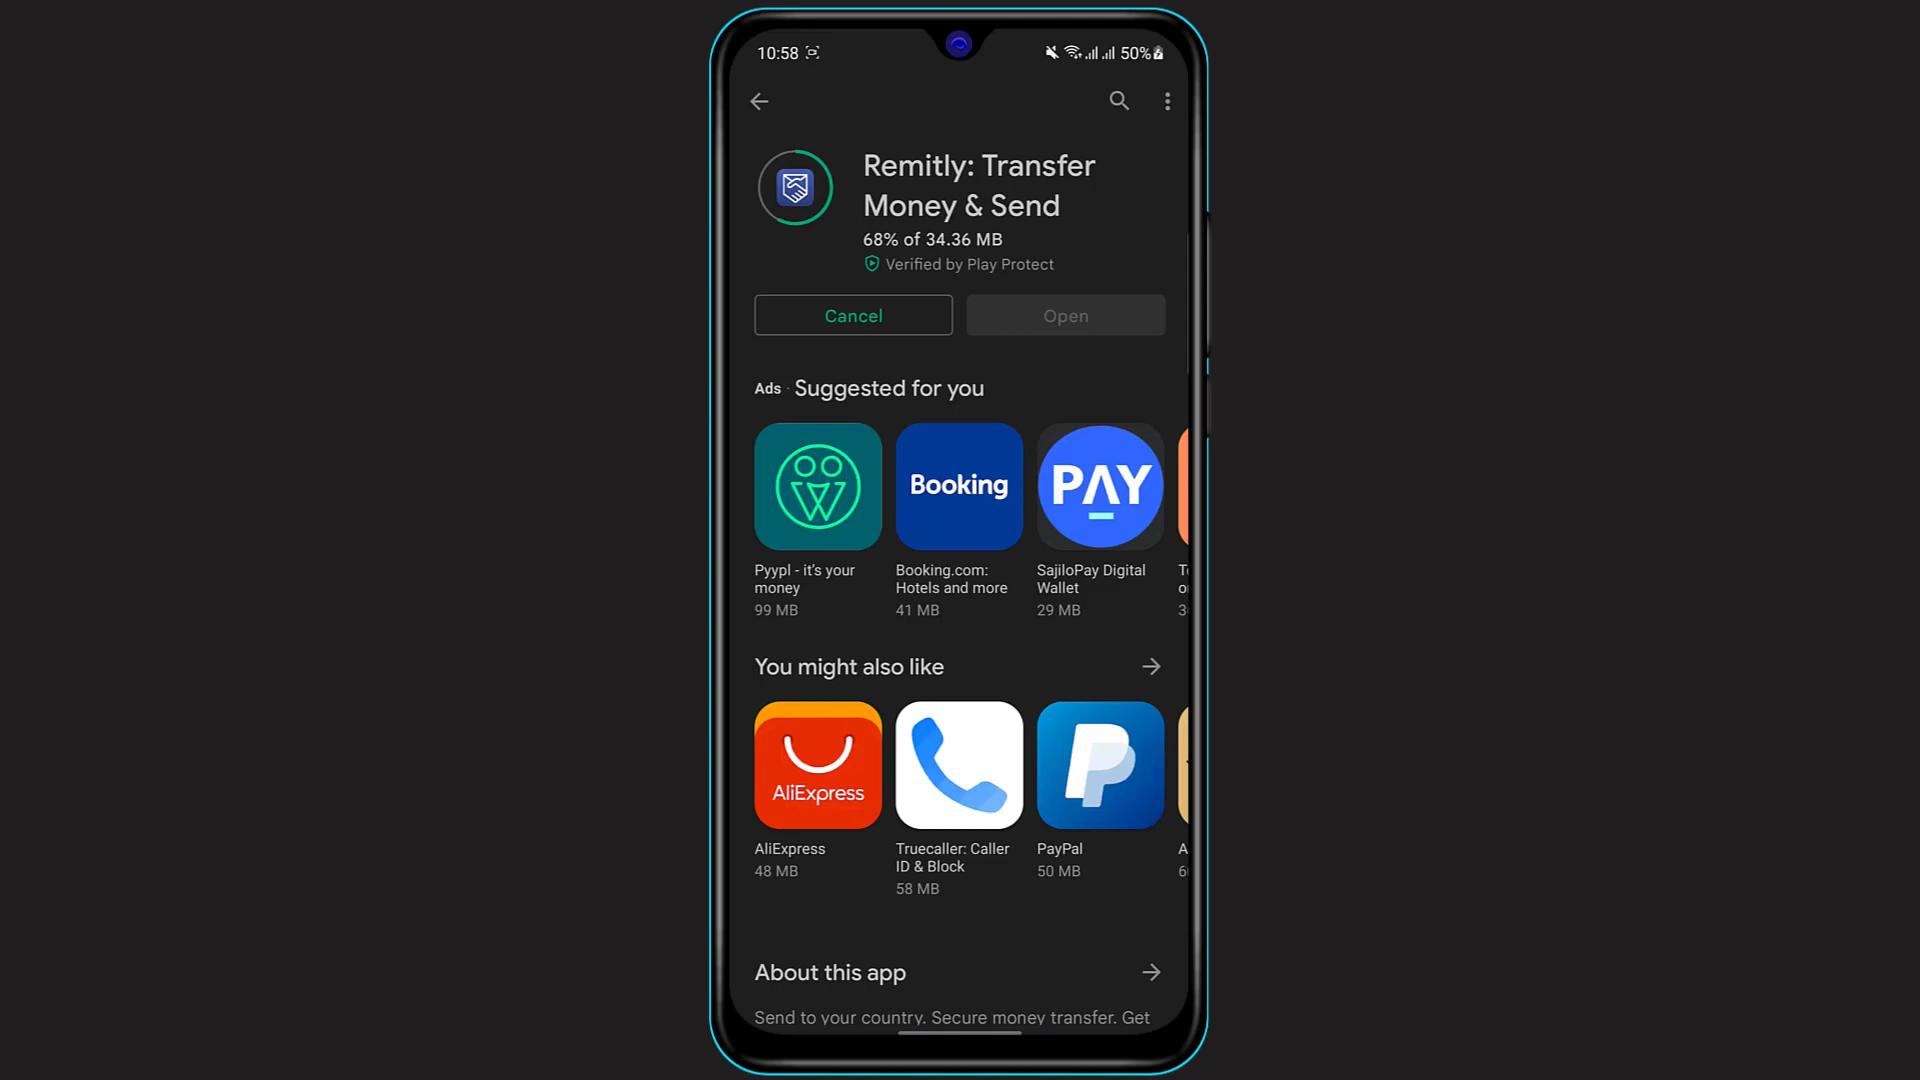 10:58
50%
Remitly: Transfer
Money & Send
68% of 34.36 MB
Verified by Play Protect
Cancel
Open
Ads · Suggested for you
Booking
PAY
Pyypl - it's your
money
99 MB
Booking.com:
Hotels and more
41 MB
SajiloPay Digital
Wallet
29 MB
You might also like
AliExpress
AliExpress
48 MB
Truecaller: Caller
ID & Block
58 MB
PayPal
50 MB
About this app
Send to your country. Secure money transfer. Get